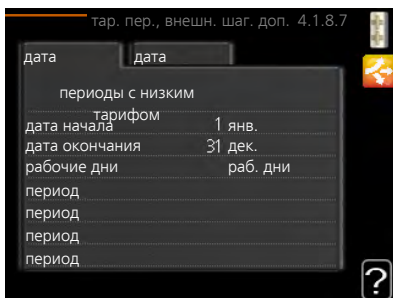 тар. пер., внешн. шаг. доп. 4.1.8.7
дата дата
периоды с низким
тарифом
дата начала 1 янв.
дата окончания 31 дек.
рабочие дни раб. дни
период
период
период
период
?